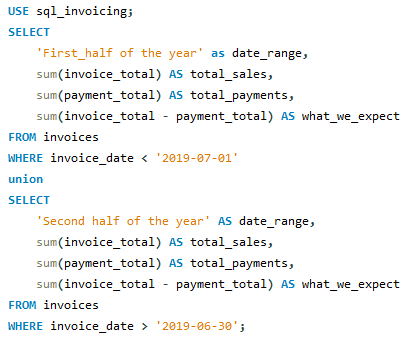 USE sql_invoicing;
SELECT
'First_half of the year' as date_range,
sum(invoice_total) AS total_sales,
sum(payment_total) AS total_payments,
sum(invoice_total - payment_total) AS what_we_expect
FROM invoices
WHERE invoice_date < '2019-07-01'
union
SELECT
'Second half of the year' AS date_range,
sum(invoice_total) AS total_sales,
sum(payment_total) AS total_payments,
sum(invoice_total - payment_total) AS what_we_expect
FROM invoices
WHERE invoice_date > '2019-06-30';